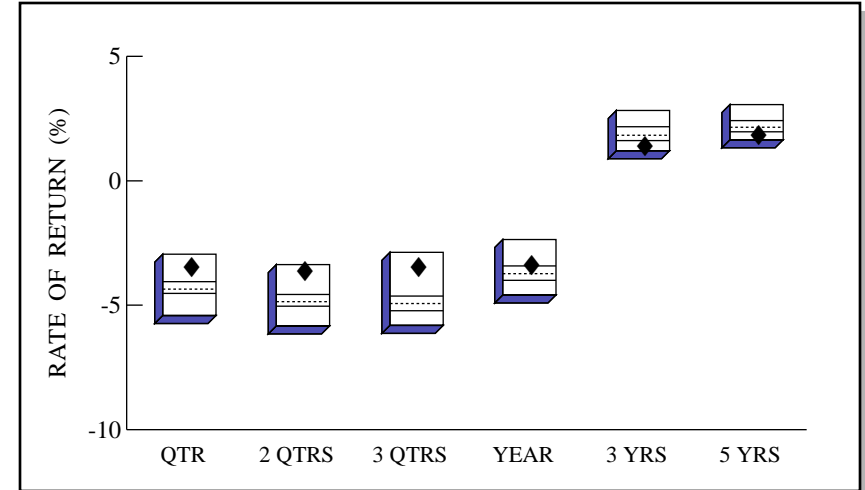 RATE OF RETURN (%)
5
0
-5
-10
QTR 2 QTRS 3 QTRS YEAR 3 YRS 5 YRS